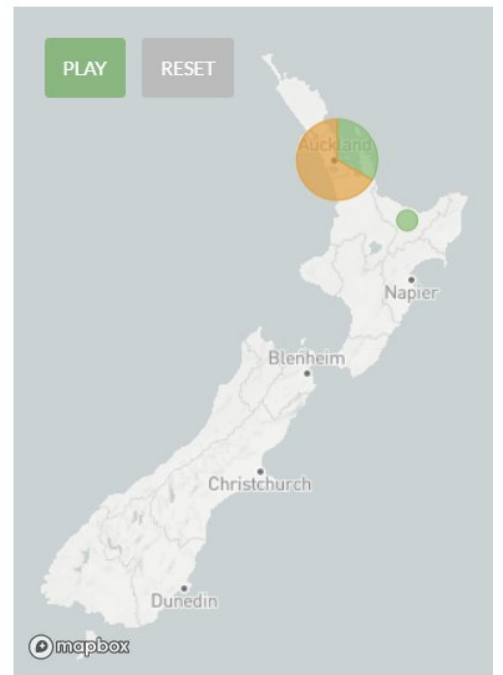 PLAY RESET
Auckland
Napier
Blenheim
Christchurch
Dunedin
mapbox